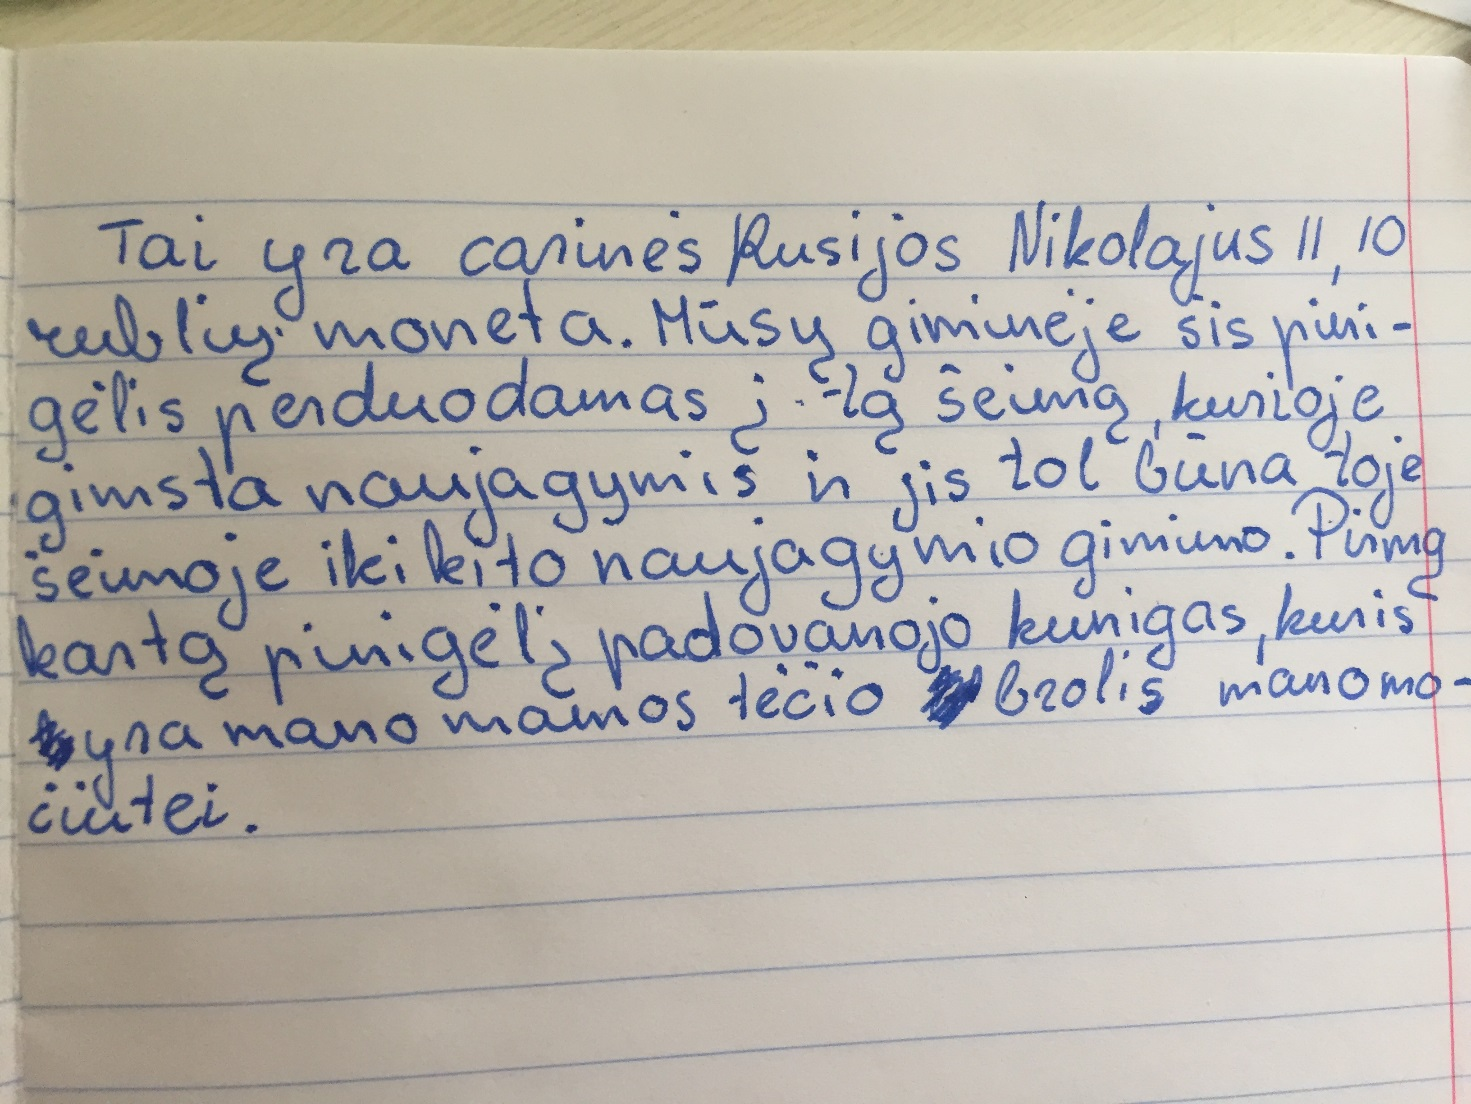 Tai yra carinės Rusijos Nikolajus II, 10
rublių moneta. Mūsų giminėje šis pini-
gėlis perduodamas į tą šeimą, kurioje
gimsta naujagymis ir jis tol būna toje
šeimoje iki kito naujagymio gimimo. Pirmą
kartą pinigėlį padovanojo kunigas, kuris
yra mano mamos tėčio brolis mano mo-
čiutei.